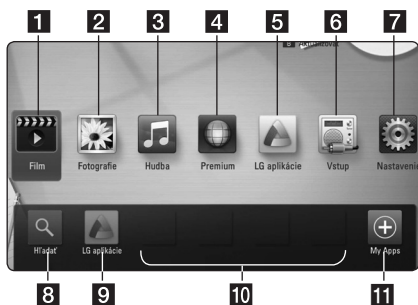 1 2 3 4 5 6 7
B Aktualizovať
Film Fotografie Hudba Premium LG aplikácie Vstup Nastavenie
Hľadať LG aplikácie My Apps
8 9 10 11